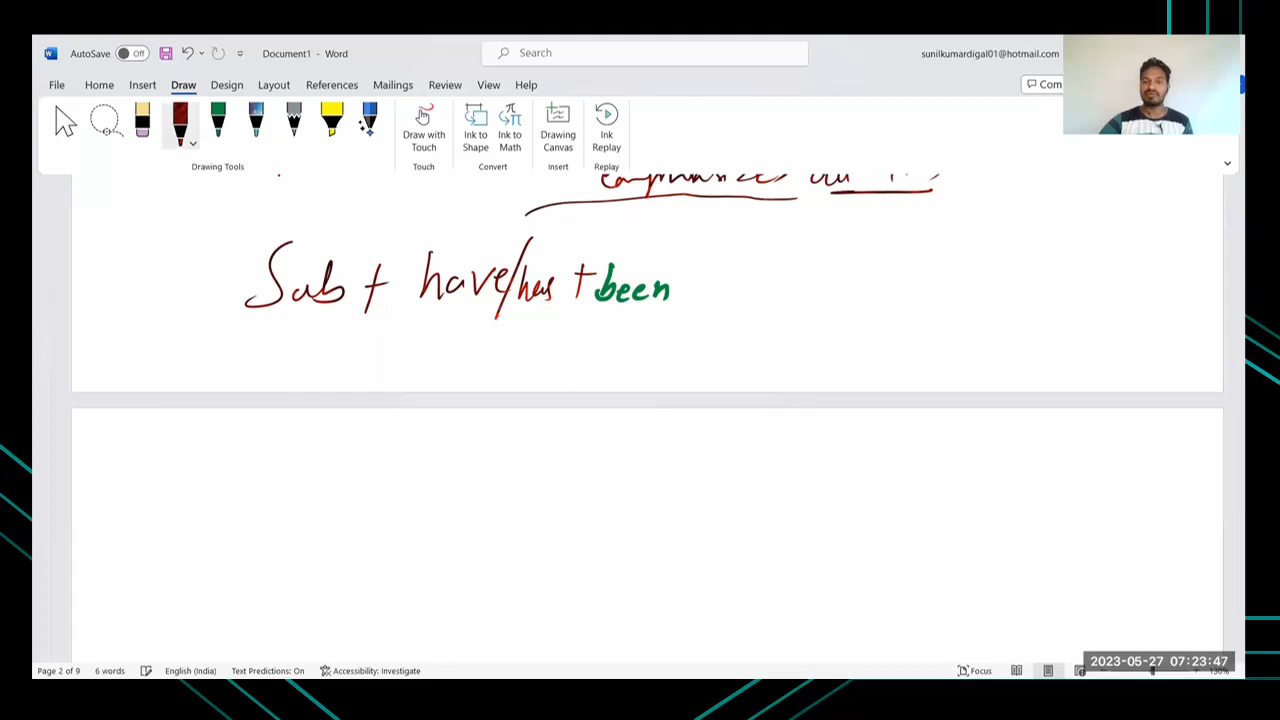 AutoSave Off Document1 - Word Search sunilkumardigal01@hotmail.com
File Home Insert Draw Design Layout References Mailings Review View Help Com
Draw with Touch Ink to Shape Ink to Math Drawing Canvas Ink Replay
Drawing Tools Touch Convert Insert Replay
Sub + have/has + been
2023-05-27 07:23:47
Page 2 of 9 6 words English (India) Text Predictions: On Accessibility: Investigate Focus 130%